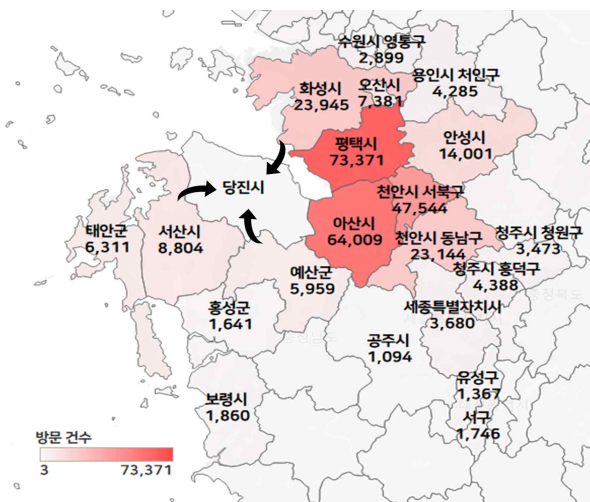 수원시 영통구
2,899
용인시 처인구
4,285
화성시
23,945
오산시
7,381
평택시
73,371
안성시
14,001
당진시
천안시 서북구
47,544
아산시
64,009
천안시 동남구
23,144
태안군
6,311
서산시
8,804
청주시 청원구
3,473
청주시 흥덕구
4,388
예산군
5,959
홍성군
1,641
세종특별자치시
3,680
공주시
1,094
유성구
1,367
서구
1,746
보령시
1,860
방문 건수
3
73,371